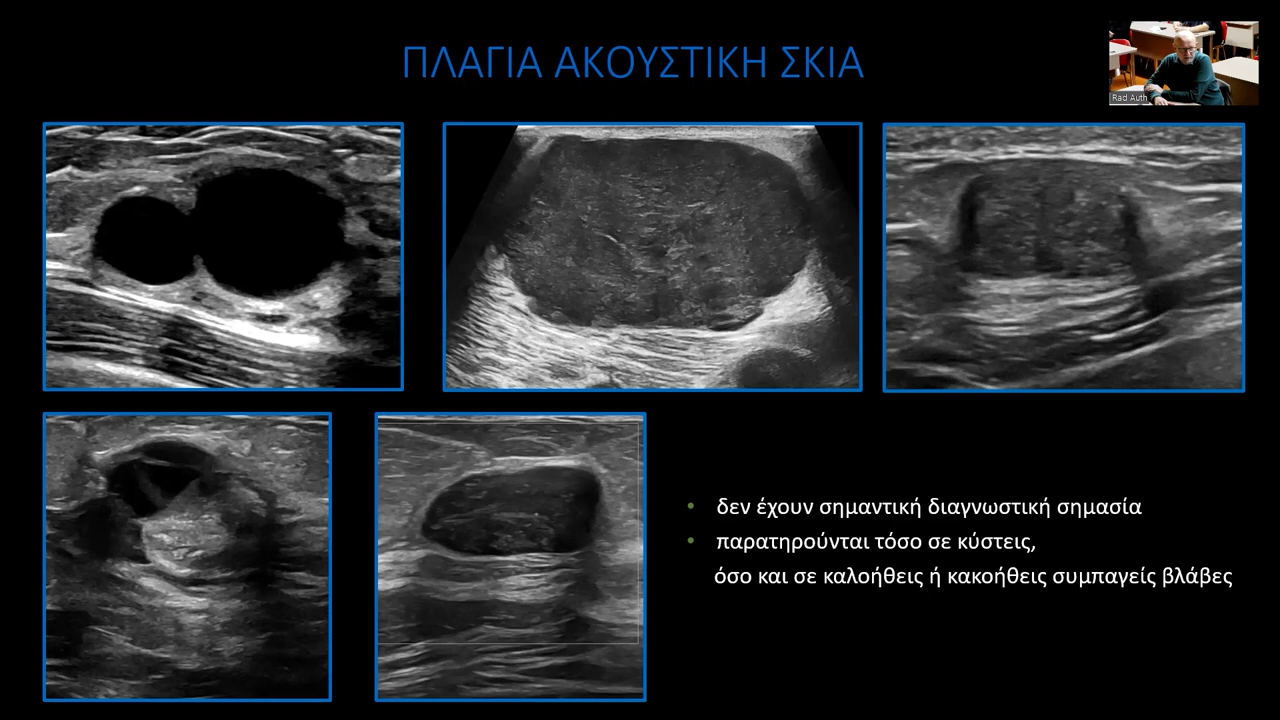 ΠΛΑΓΙΑ ΑΚΟΥΣΤΙΚΗ ΣΚΙΑ
Rad Auth
• δεν έχουν σημαντική διαγνωστική σημασία
• παρατηρούνται τόσο σε κύστεις,
όσο και σε καλοήθεις ή κακοήθεις συμπαγείς βλάβες